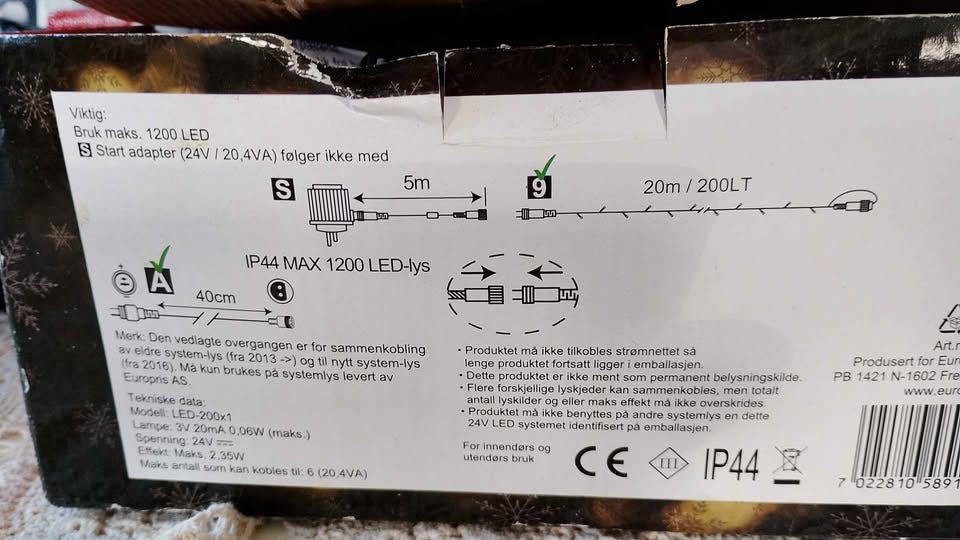 Viktig:
Bruk maks. 1200 LED
S Start adapter (24V / 20,4VA) følger ikke med
S
5m
9
20m / 200LT
A
IP44 MAX 1200 LED-lys
40cm
Merk: Den vedlagte overgangen er for sammenkobling
av eldre system-lys (fra 2013 ->) og til nytt system-lys
(fra 2016). Må kun brukes på systemlys levert av
Europris AS.
Tekniske data:
Modell: LED-200x1
Lampe: 3V 20mA 0,06W (maks.)
Spenning: 24V
Effekt: Maks. 2,35W
Maks antall som kan kobles til: 6 (20,4VA)
• Produktet må ikke tilkobles strømnettet så
lenge produktet fortsatt ligger i emballasjen.
• Dette produktet er ikke ment som permanent belysningskilde.
• Flere forskjellige lyskjeder kan sammenkobles, men totalt
antall lyskilder og eller maks effekt må ikke overskrides.
• Produktet må ikke benyttes på andre systemlys en dette
24V LED systemet identifisert på emballasjen.
For innendørs og
utendørs bruk
CE
III
IP44
Produsert for
PB 1421 N-1602
7 022810